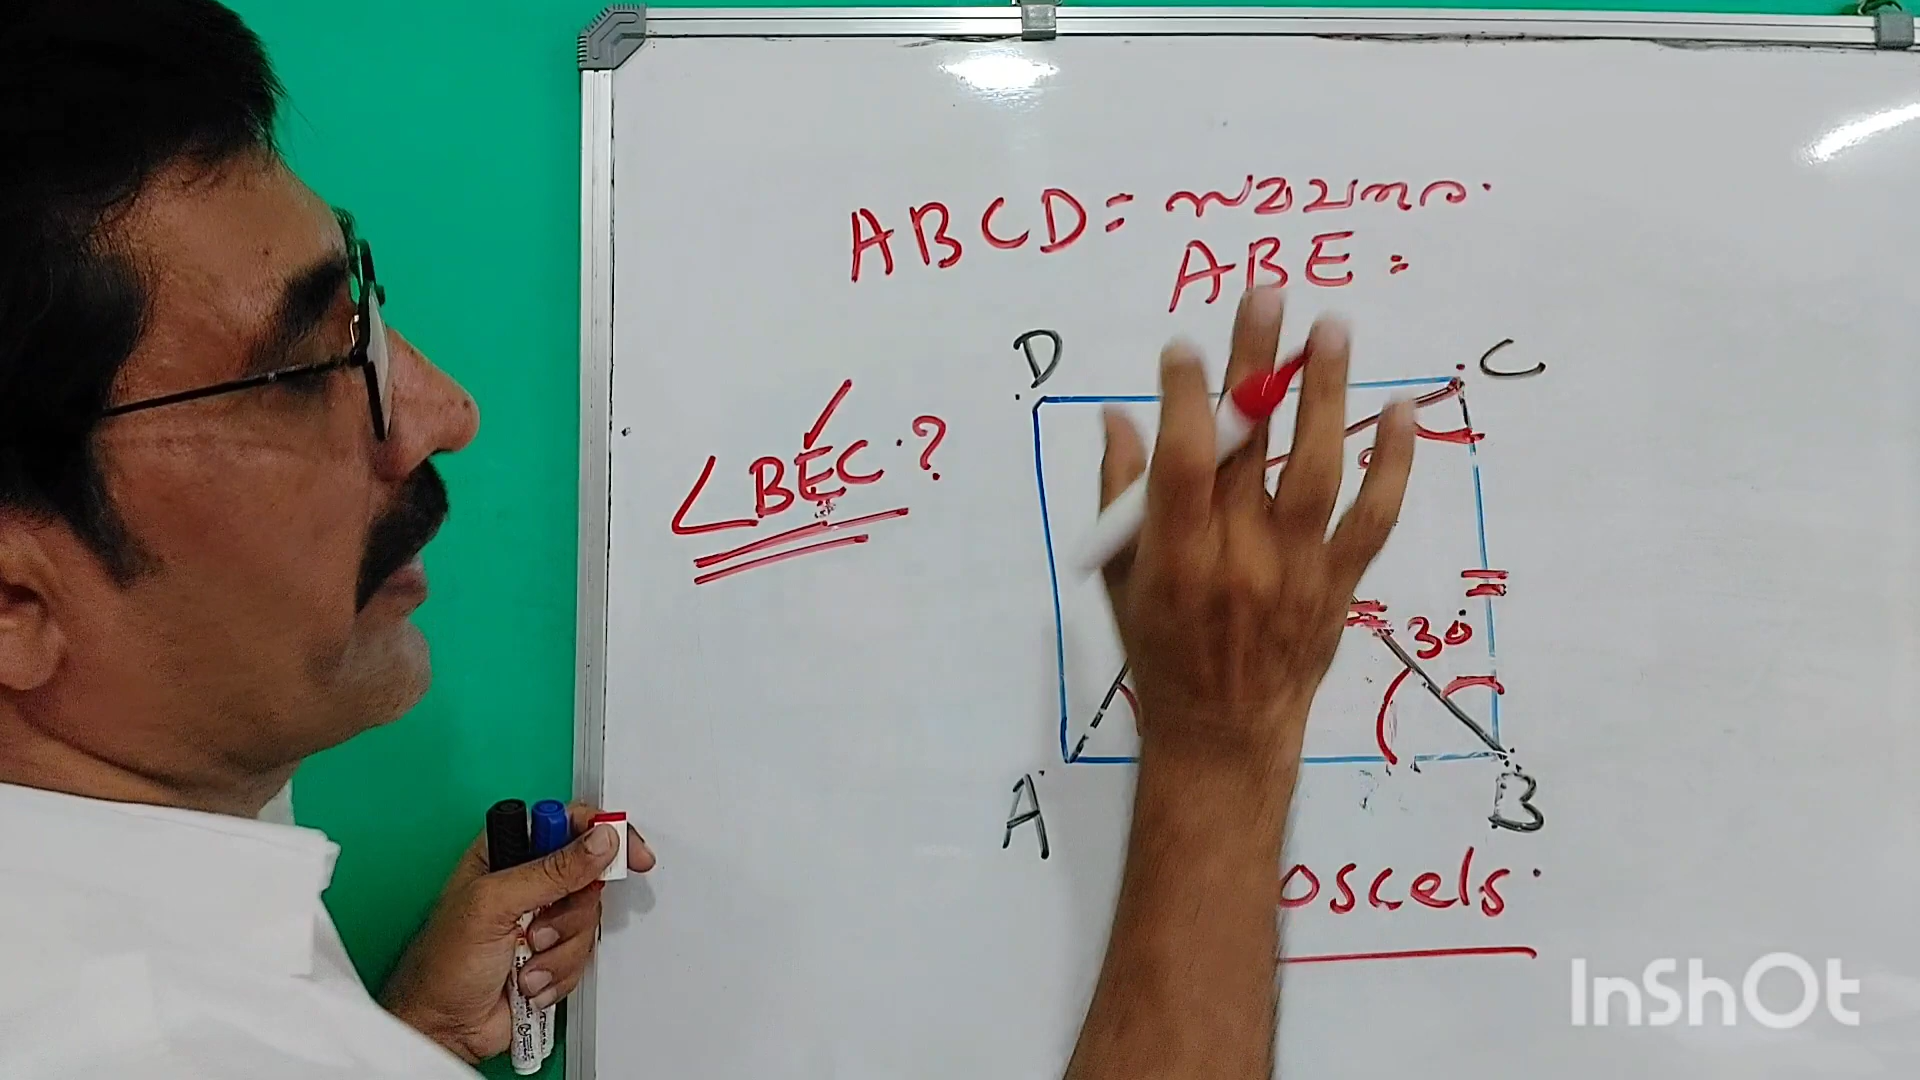 ABCD = സമചതുരം
ABE =
D
C
∠BEC?
30°
A
B
oscels
InShOt